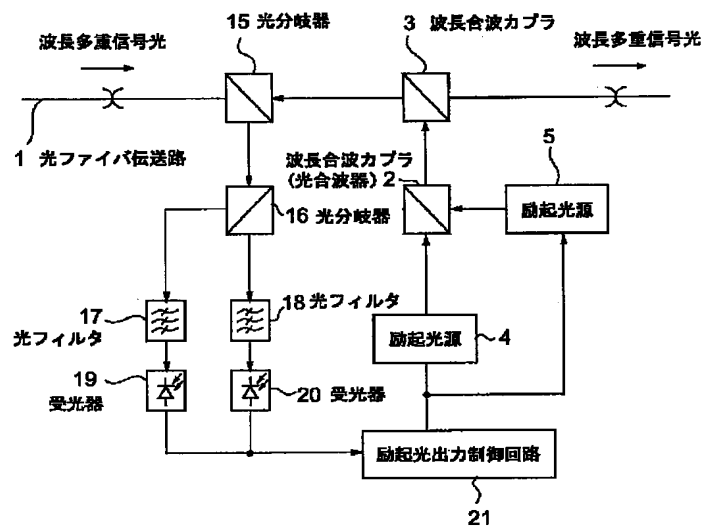 15 光分岐器
3 波長合波カプラ
波長多重信号光
波長多重信号光
1 光ファイバ伝送路
波長合波カプラ
(光合波器) 2
5
励起光源
16 光分岐器
17
光フィルタ
18 光フィルタ
励起光源
4
19
受光器
20 受光器
励起光出力制御回路
21